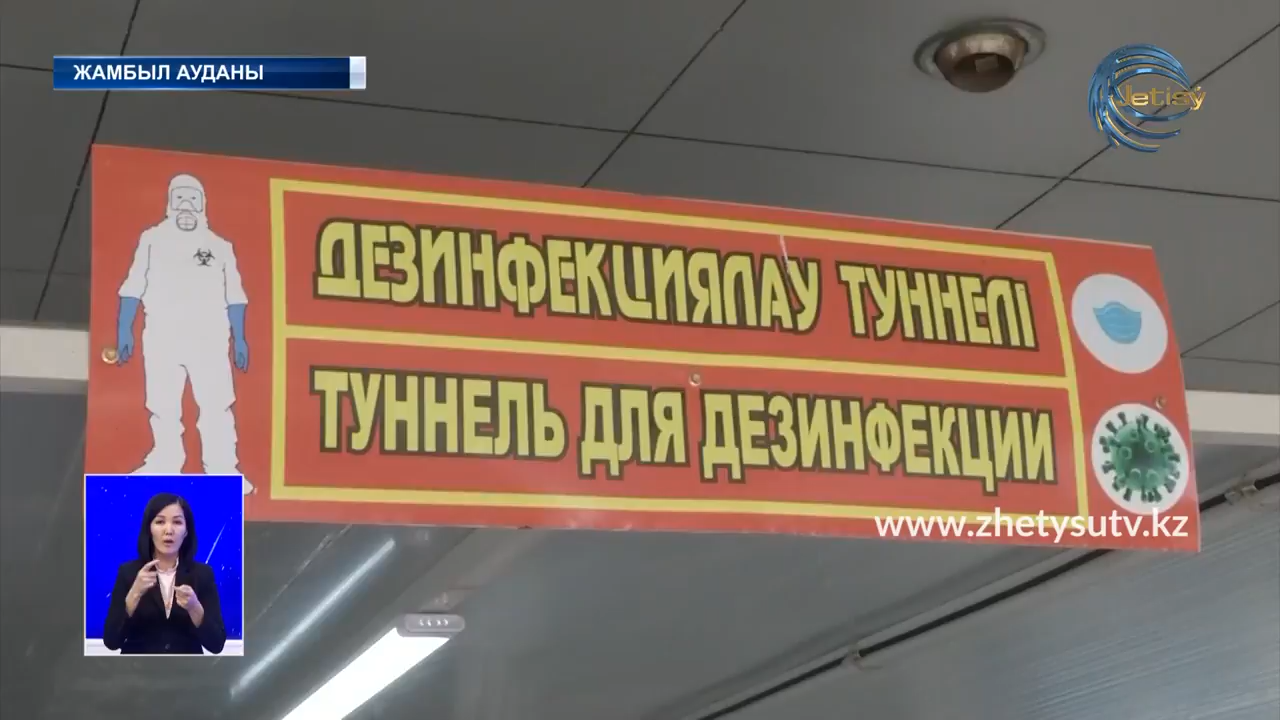 ЖАМБЫЛ АУДАНЫ
Jetisý
ДЕЗИНФЕКЦИЯЛАУ ТУННЕЛІ
ТУННЕЛЬ ДЛЯ ДЕЗИНФЕКЦИИ
www.zhetysutv.kz